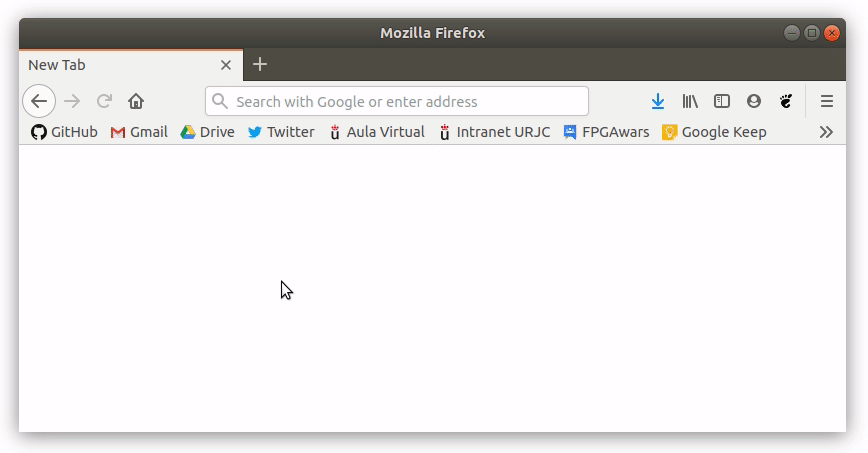 Mozilla Firefox
New Tab
Search with Google or enter address
GitHub Gmail Drive Twitter Aula Virtual Intranet URJC FPGAwars Google Keep